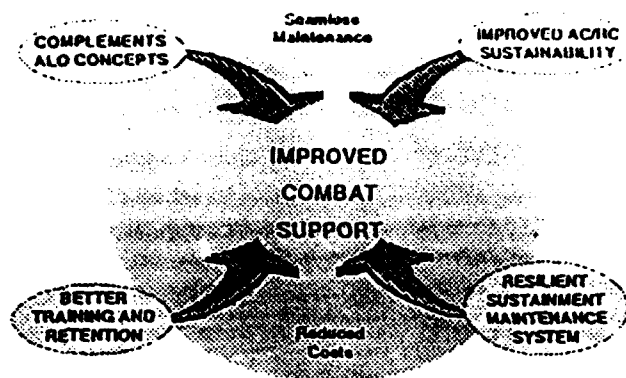 Seamless
Maintenance
COMPLEMENTS
ALO CONCEPTS
IMPROVED AC/RC
SUSTAINABILITY
IMPROVED
COMBAT
SUPPORT
BETTER
TRAINING AND
RETENTION
Reduced
Costs
RESILIENT
SUSTAINMENT
MAINTENANCE
SYSTEM